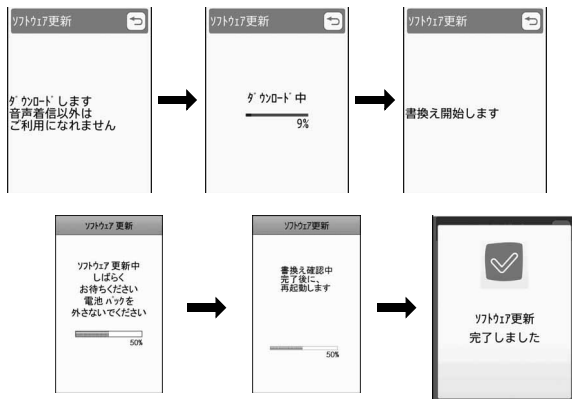 ソフトウェア更新
ダウンロードします
音声着信以外は
ご利用になれません
ソフトウェア更新
ダウンロード中
9%
ソフトウェア更新
書換え開始します
ソフトウェア更新
ソフトウェア更新中
しばらく
お待ちください
電池パックを
外さないでください
50%
ソフトウェア更新
書換え確認中
完了後に、
再起動します
50%
ソフトウェア更新
完了しました